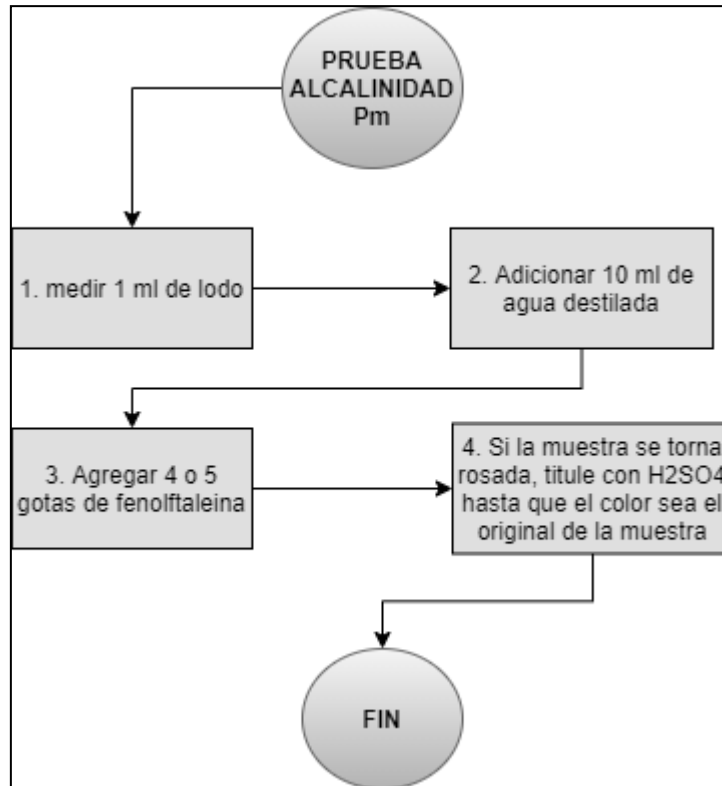 PRUEBA
ALCALINIDAD
Pm
1. medir 1 ml de lodo
2. Adicionar 10 ml de
agua destilada
3. Agregar 4 o 5
gotas de fenolftaleina
4. Si la muestra se torna
rosada, titule con H2SO4
hasta que el color sea el
original de la muestra
FIN